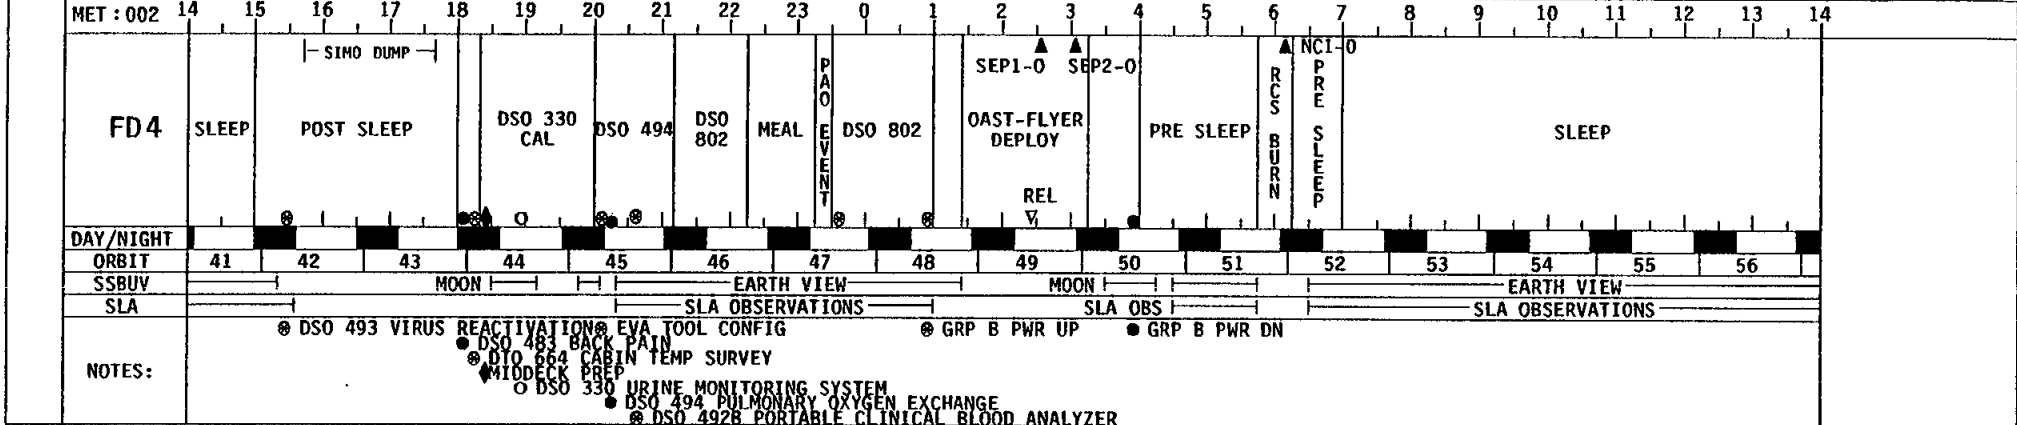 MET:002 14 15 16 17 18 19 20 21 22 23 0 1 2 3 4 5 6 7 8 9 10 11 12 13 14
SIMO DUMP NCI-0
SEP1-0 SEP2-0
FD4 SLEEP POST SLEEP DSO 330 CAL DSO 494 DSO 802 MEAL PAO EVENT DSO 802 OAST-FLYER DEPLOY PRE SLEEP RCS BURN PRE SLEEP SLEEP
REL
DAY/NIGHT
ORBIT 41 42 43 44 45 46 47 48 49 50 51 52 53 54 55 56
SSBUV MOON EARTH VIEW MOON EARTH VIEW
SLA SLA OBSERVATIONS SLA OBS SLA OBSERVATIONS
DSO 493 VIRUS REACTIVATION EVA TOOL CONFIG GRP B PWR UP GRP B PWR DN
DSO 483 BACK PAIN
DTO 664 CABIN TEMP SURVEY
NOTES: MIDDECK PREP
DSO 330 URINE MONITORING SYSTEM
DSO 494 PULMONARY OXYGEN EXCHANGE
DSO 492B PORTABLE CLINICAL BLOOD ANALYZER